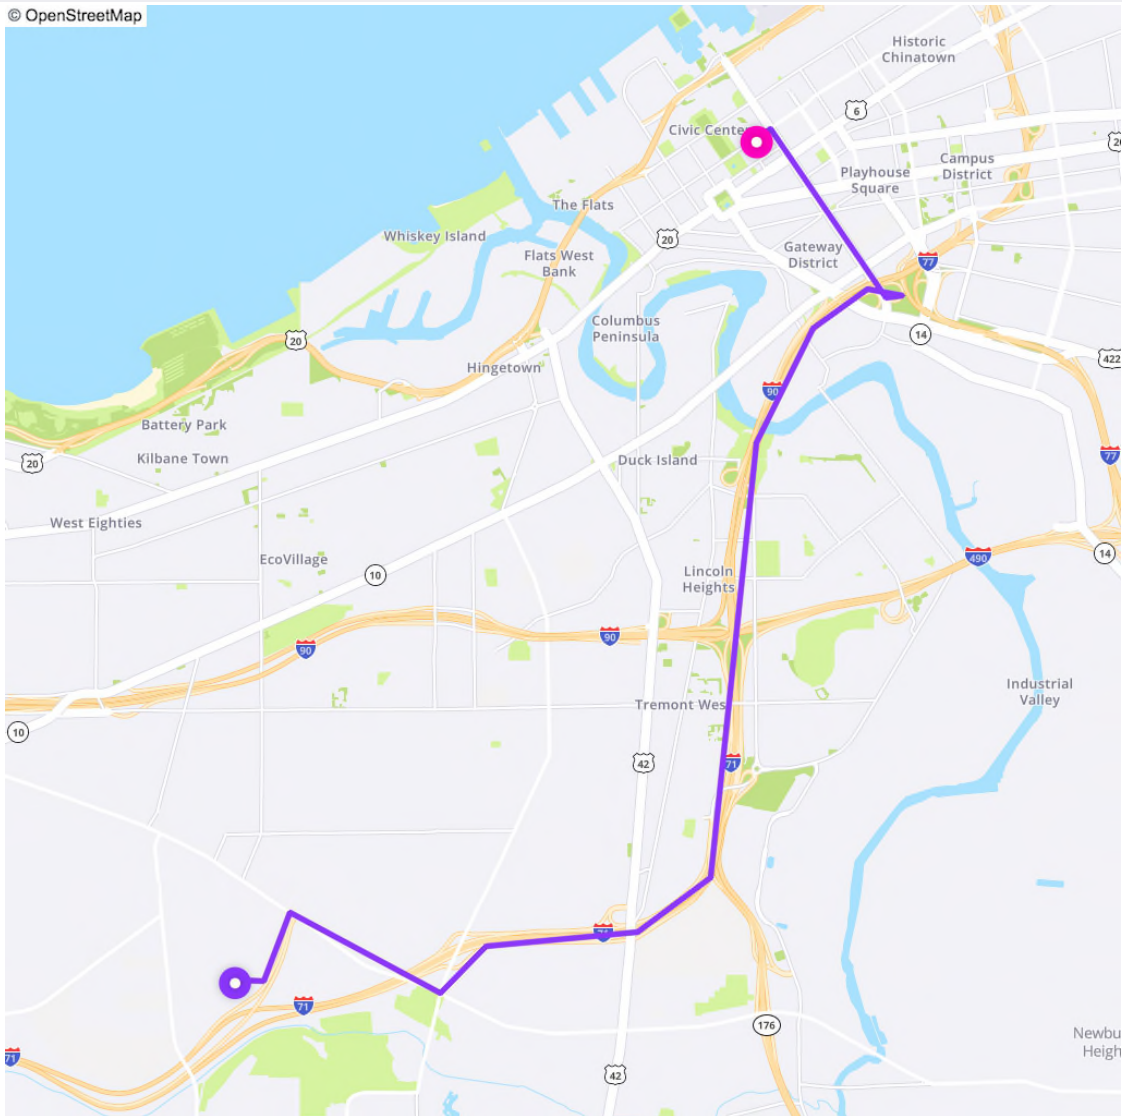 © OpenStreetMap
Historic
Chinatown
6
Civic Cente
20
Campus
District
Playhouse
Square
The Flats
Whiskey Island
20
Gateway
District
Flats West
Bank
77
Columbus
Peninsula
20
14
422
Hingetown
90
Battery Park
20
Kilbane Town
Duck Island
77
West Eighties
EcoVillage
10
Lincoln
Heights
490
14
90
90
Industrial
Valley
Tremont Wes
10
42
71
71
71
176
Newbu
Heigh
71
42